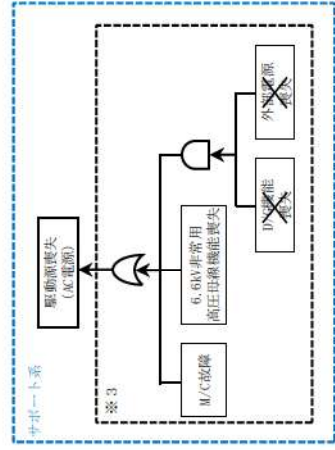 サポート系
駆動源喪失
(AC電源)
※3
M/C故障
6.6kV非常用
高圧母線機能喪失
D/G機能
喪失
外部電源
喪失